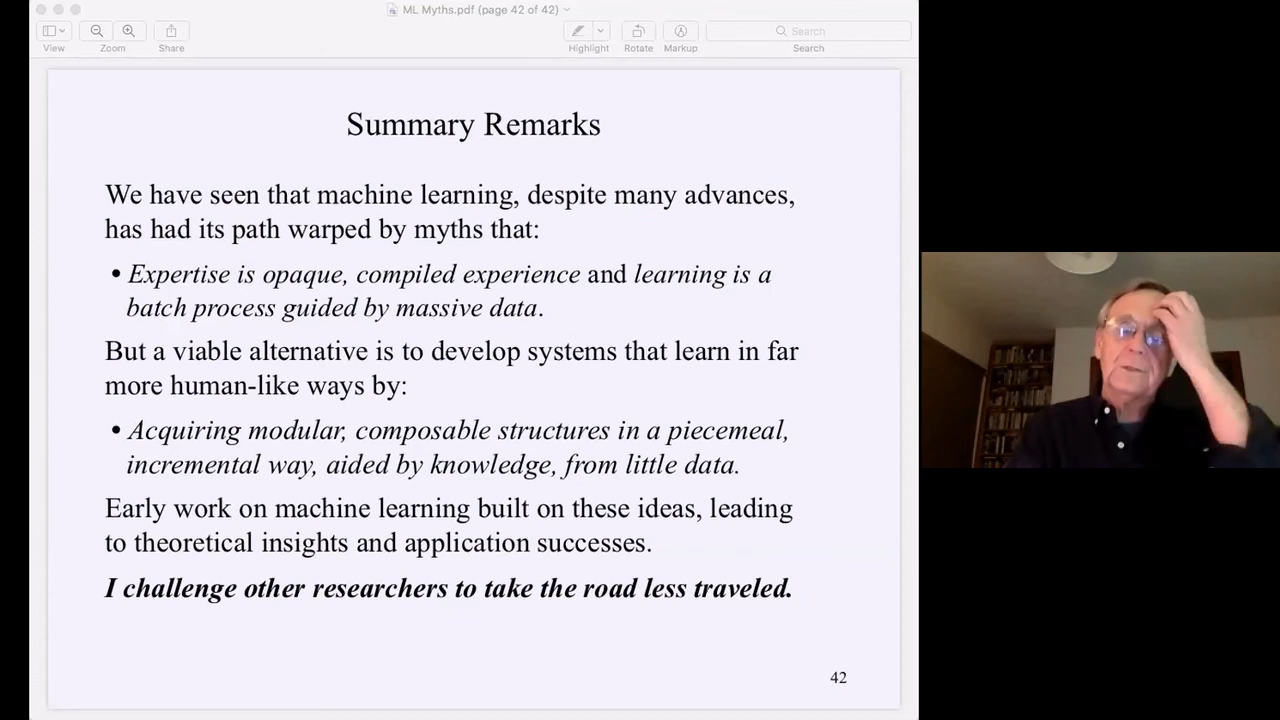 ML Myths.pdf (page 42 of 42)
View
Zoom
Share
Highlight
Rotate
Markup
Search
Search
Summary Remarks
We have seen that machine learning, despite many advances,
has had its path warped by myths that:
• Expertise is opaque, compiled experience and learning is a
batch process guided by massive data.
But a viable alternative is to develop systems that learn in far
more human-like ways by:
• Acquiring modular, composable structures in a piecemeal,
incremental way, aided by knowledge, from little data.
Early work on machine learning built on these ideas, leading
to theoretical insights and application successes.
I challenge other researchers to take the road less traveled.
42